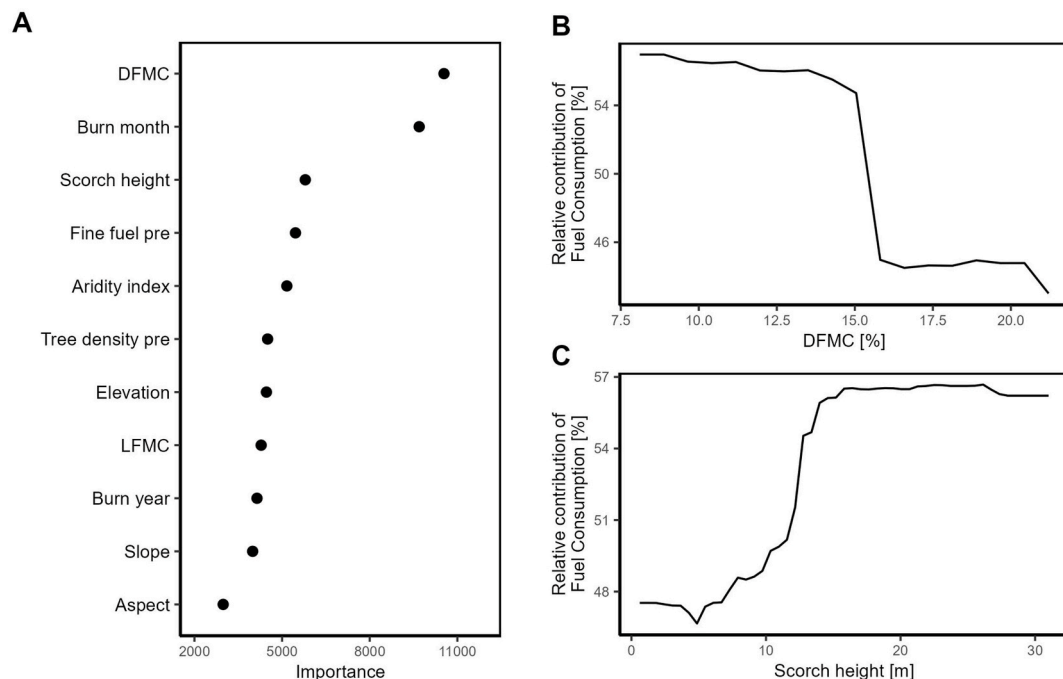 A
DFMC
Burn month
Scorch height
Fine fuel pre
Aridity index
Tree density pre
Elevation
LFMC
Burn year
Slope
Aspect
2000 5000 8000 11000
Importance
B
Relative contribution of
Fuel Consumption [%]
54
50
46
7.5 10.0 12.5 15.0 17.5 20.0
DFMC [%]
C
Relative contribution of
Fuel Consumption [%]
57
54
51
48
0 10 20 30
Scorch height [m]